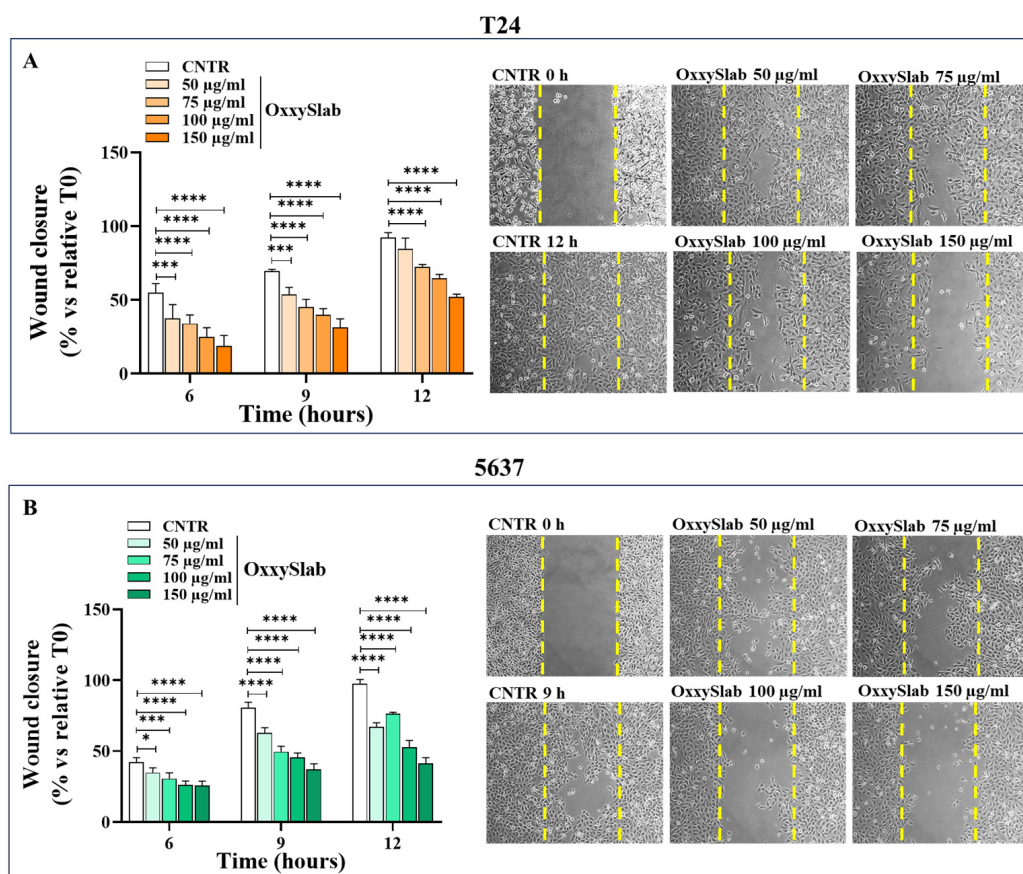 T24
A
CNTR
50 µg/ml
75 µg/ml
100 µg/ml
150 µg/ml
OxxySlab
Wound closure
(% vs relative T0)
150
100
50
0
**** **** **** ***
**** **** **** ***
**** **** ****
6 9 12
Time (hours)
CNTR 0 h OxxySlab 50 µg/ml OxxySlab 75 µg/ml
CNTR 12 h OxxySlab 100 µg/ml OxxySlab 150 µg/ml
5637
B
CNTR
50 µg/ml
75 µg/ml
100 µg/ml
150 µg/ml
OxxySlab
Wound closure
(% vs relative T0)
150
100
50
0
**** **** *** *
**** **** **** ****
**** **** **** ****
6 9 12
Time (hours)
CNTR 0 h OxxySlab 50 µg/ml OxxySlab 75 µg/ml
CNTR 9 h OxxySlab 100 µg/ml OxxySlab 150 µg/ml